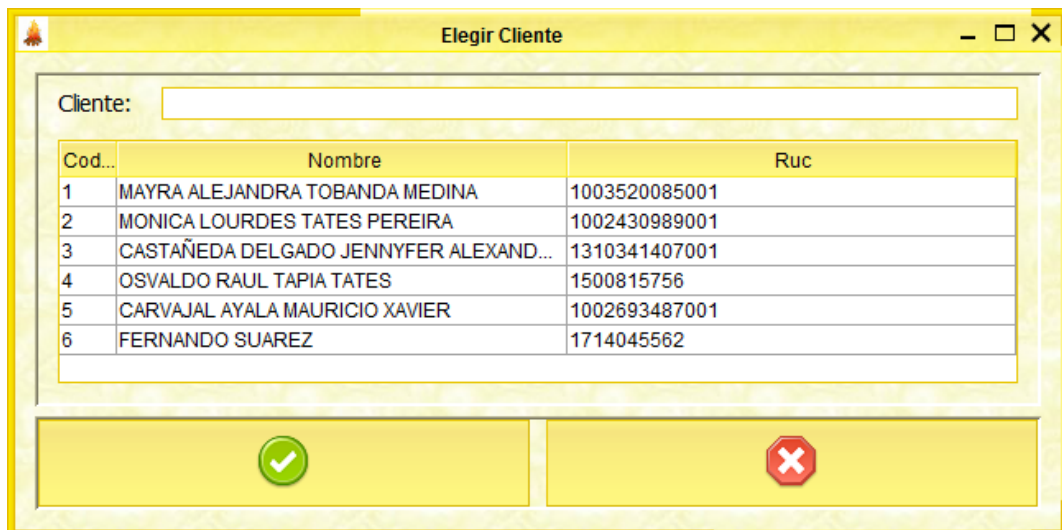 Elegir Cliente
Cliente:
Cod... Nombre Ruc
1 MAYRA ALEJANDRA TOBANDA MEDINA 1003520085001
2 MONICA LOURDES TATES PEREIRA 1002430989001
3 CASTAÑEDA DELGADO JENNYFER ALEXAND... 1310341407001
4 OSVALDO RAUL TAPIA TATES 1500815756
5 CARVAJAL AYALA MAURICIO XAVIER 1002693487001
6 FERNANDO SUAREZ 1714045562